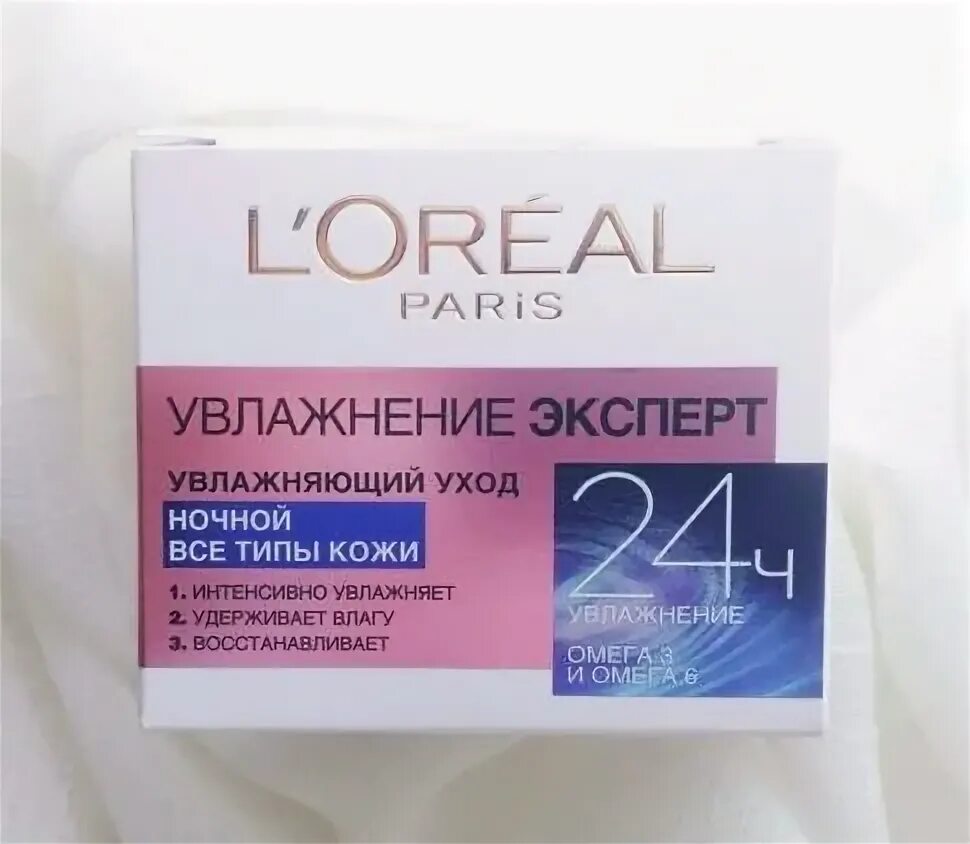 L'ORÉAL
PARiS
УВЛАЖНЕНИЕ ЭКСПЕРТ
УВЛАЖНЯЮЩИЙ УХОД
НОЧНОЙ
ВСЕ ТИПЫ КОЖИ
1. ИНТЕНСИВНО УВЛАЖНЯЕТ
2. УДЕРЖИВАЕТ ВЛАГУ
3. ВОССТАНАВЛИВАЕТ
24ч
УВЛАЖНЕНИЕ
ОМЕГА 3
И ОМЕГА 6